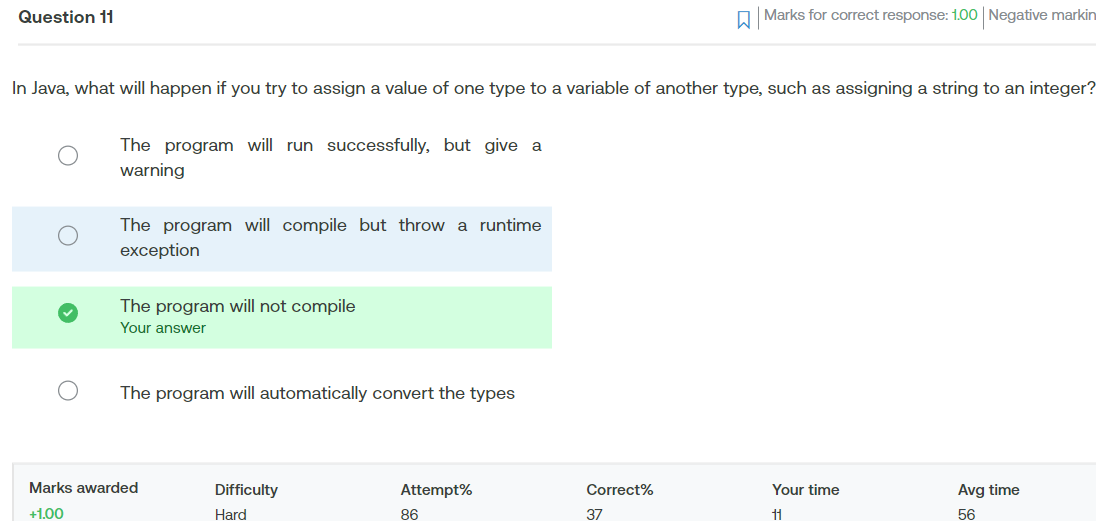 Question 11
Marks for correct response: 1.00 Negative markin
In Java, what will happen if you try to assign a value of one type to a variable of another type, such as assigning a string to an integer?
The program will run successfully, but give a
warning
The program will compile but throw a runtime
exception
The program will not compile
Your answer
The program will automatically convert the types
Marks awarded Difficulty Attempt% Correct% Your time Avg time
+1.00 Hard 86 37 11 56